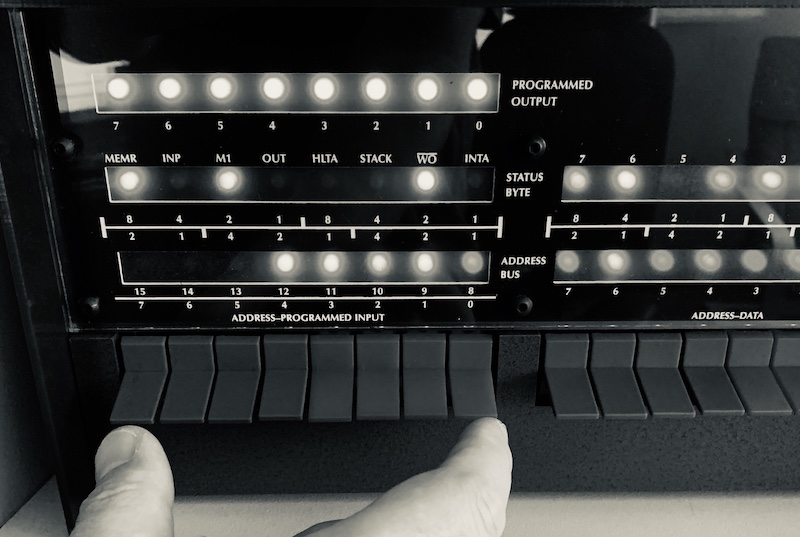 PROGRAMMED
OUTPUT
7 6 5 4 3 2 1 0
MEMR INP M1 OUT HLTA STACK W̅O̅ INTA
STATUS
BYTE
7 6 5 4 3
8 4 2 1 8 4 2 1
2 1 4 2 1 4 2 1
8 4 2 1 8
2 1 4 2 1
ADDRESS
BUS
15 14 13 12 11 10 9 8
7 6 5 4 3 2 1 0
7 6 5 4 3
ADDRESS–PROGRAMMED INPUT
ADDRESS–DATA